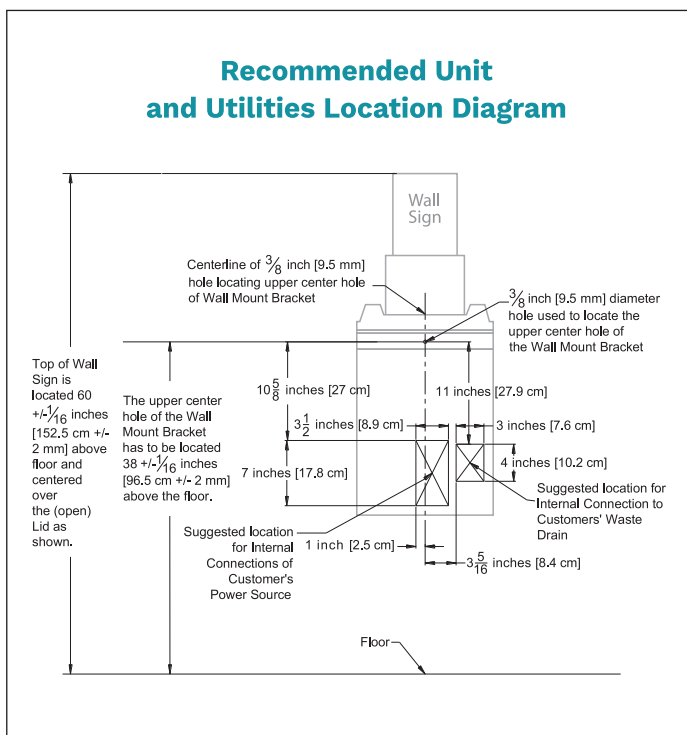 Recommended Unit
and Utilities Location Diagram
Wall
Sign
Centerline of 3/8 inch [9.5 mm]
hole locating upper center hole
of Wall Mount Bracket
3/8 inch [9.5 mm] diameter
hole used to locate the
upper center hole of
the Wall Mount Bracket
Top of Wall
Sign is
located 60
+/-1/16 inches
[152.5 cm +/-
2 mm] above
floor and
centered
over
the (open)
Lid as
shown.
The upper center
hole of the Wall
Mount Bracket
has to be located
38 +/-1/16 inches
[96.5 cm +/- 2 mm]
above the floor.
10 5/8 inches [27 cm]
11 inches [27.9 cm]
3 1/2 inches [8.9 cm]
3 inches [7.6 cm]
7 inches [17.8 cm]
4 inches [10.2 cm]
Suggested location for
Internal Connection to
Customers' Waste
Drain
Suggested location
for Internal
Connections of
Customer's
Power Source
1 inch [2.5 cm]
3 5/16 inches [8.4 cm]
Floor